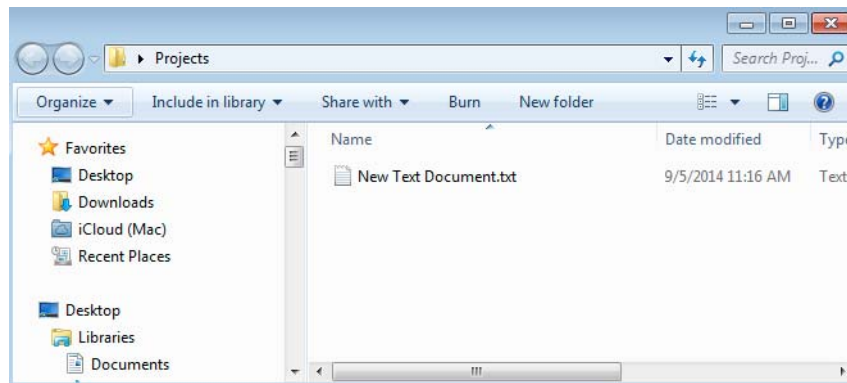 Projects
Search Proj...
Organize Include in library Share with Burn New folder
Favorites
Desktop
Downloads
iCloud (Mac)
Recent Places
Desktop
Libraries
Documents
Name Date modified Type
New Text Document.txt 9/5/2014 11:16 AM Text